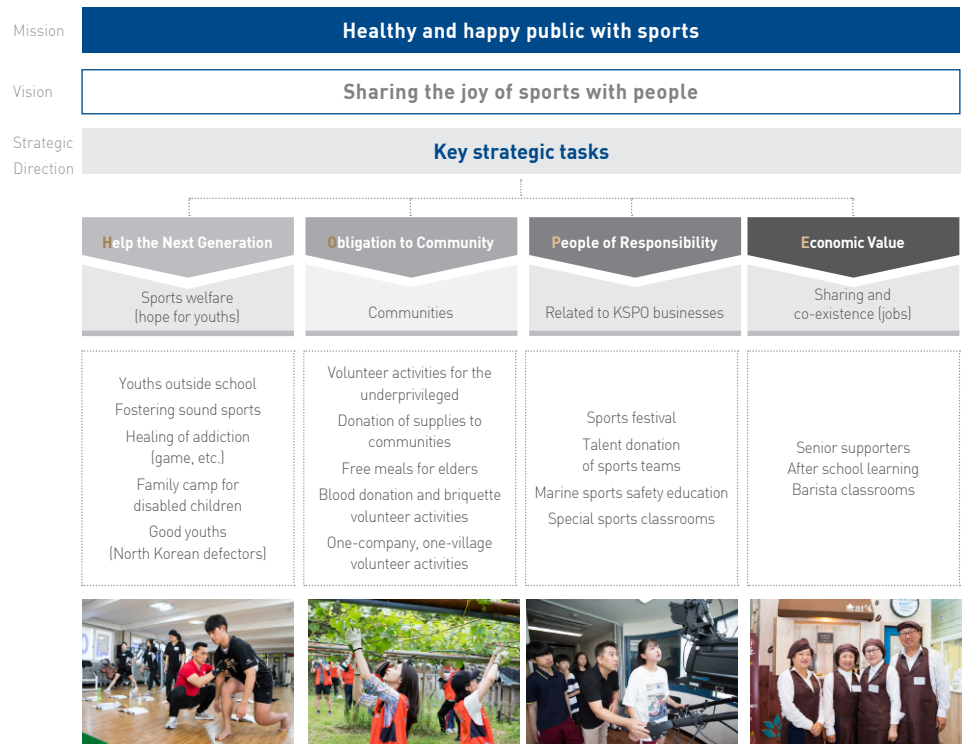 Mission
Healthy and happy public with sports
Vision
Sharing the joy of sports with people
Strategic
Direction
Key strategic tasks
Help the Next Generation
Sports welfare
(hope for youths)
Youths outside school
Fostering sound sports
Healing of addiction
(game, etc.)
Family camp for
disabled children
Good youths
(North Korean defectors)
Obligation to Community
Communities
Volunteer activities for the
underprivileged
Donation of supplies to
communities
Free meals for elders
Blood donation and briquette
volunteer activities
One-company, one-village
volunteer activities
People of Responsibility
Related to KSPO businesses
Sports festival
Talent donation
of sports teams
Marine sports safety education
Special sports classrooms
Economic Value
Sharing and
co-existence (jobs)
Senior supporters
After school learning
Barista classrooms